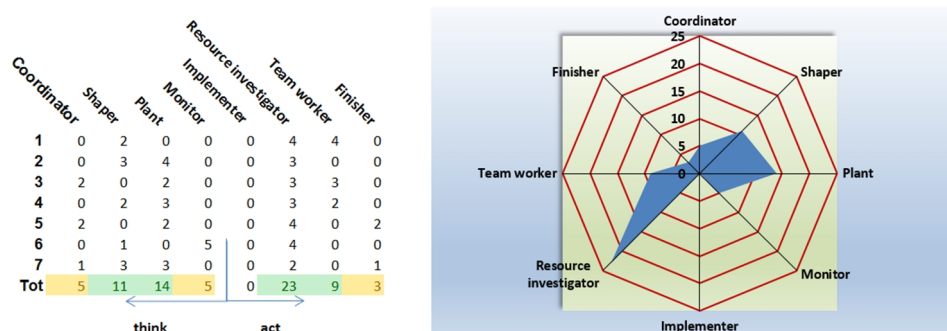 Coordinator
Shaper
Plant
Monitor
Implementer
Resource investigator
Team worker
Finisher
1 0 2 0 0 0 4 4 0
2 0 3 4 0 0 3 0
3 2 0 2 0 0 3 3 0
4 0 2 3 0 0 3 2 0
5 2 0 2 0 0 4 0 2
6 0 1 0 5 0 4 0 0
7 1 3 3 0 0 2 0 1
Tot 5 11 14 5 0 23 9 3
think act
Coordinator
25
20
15
10
5
0
Shaper
Plant
Monitor
Implementer
Resource
investigator
Team worker
Finisher